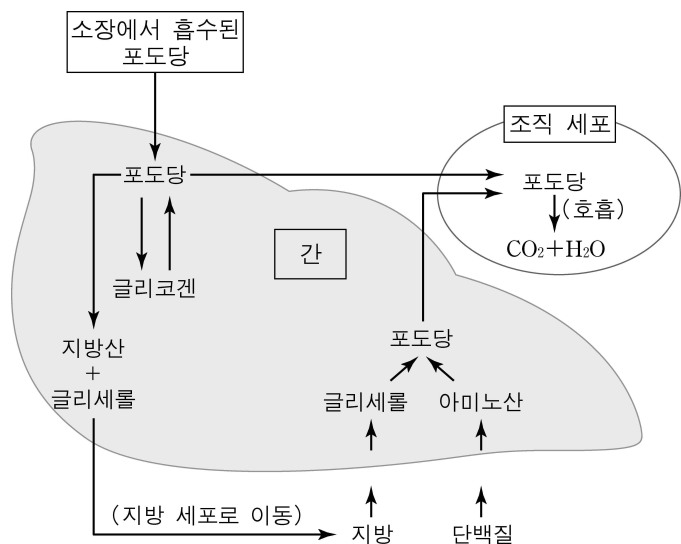 소장에서 흡수된
포도당
조직 세포
포도당
포도당
(호흡)
CO₂+H₂O
간
글리코겐
포도당
지방산
+
글리세롤
글리세롤
아미노산
(지방 세포로 이동)
지방
단백질